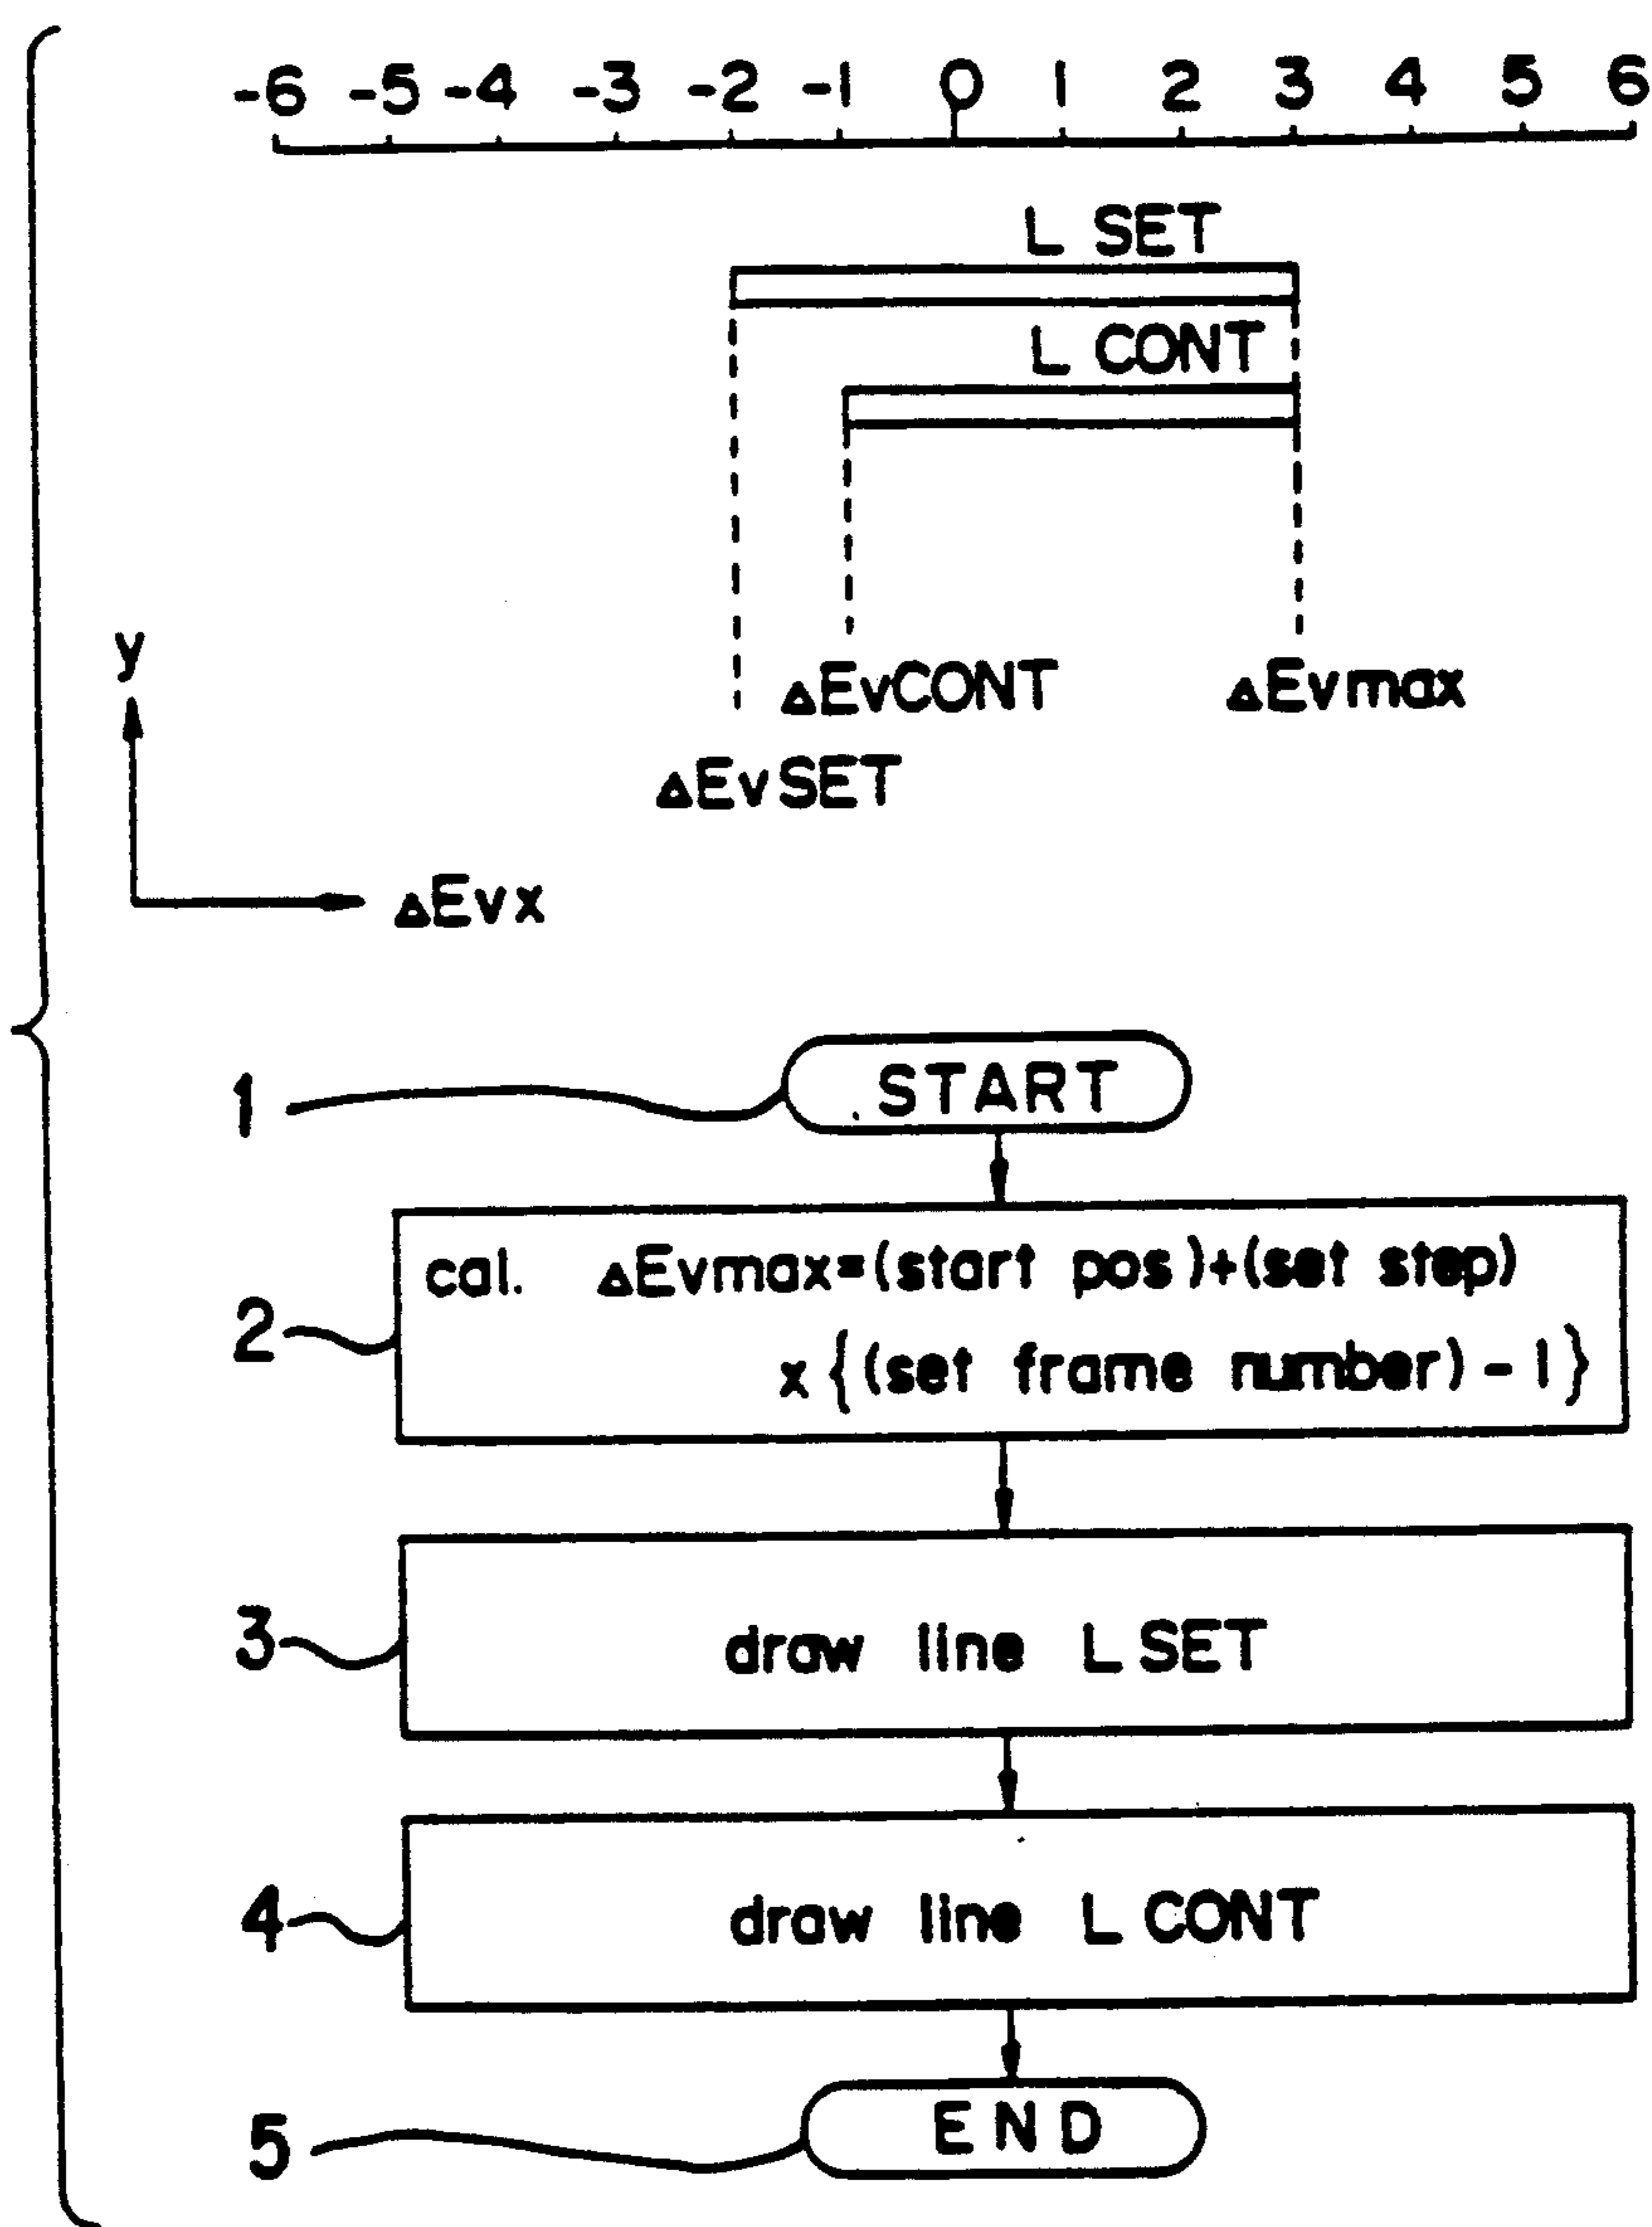 -6 -5 -4 -3 -2 -1 0 1 2 3 4 5 6
L SET
L CONT
y
ΔEvCONT ΔEvmax
ΔEvSET
ΔEvx
1 START
cal. ΔEvmax=(start pos)+(set step)
2
x{(set frame number)-1}
3 draw line L SET
4 draw line L CONT
5 END